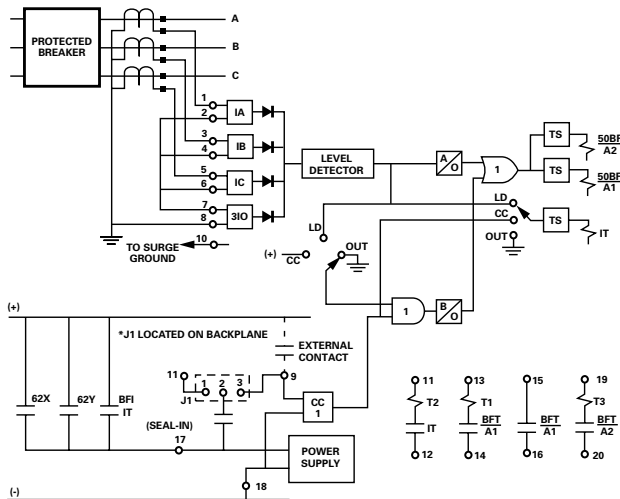 A
PROTECTED
BREAKER
B
C
1
IA
2
3
IB
4
5
IC
6
7
3IO
8
10
TO SURGE
GROUND
LEVEL
DETECTOR
A
O
1
TS
50BF
A2
TS
50BF
A1
LD
CC
OUT
TS
IT
LD
(+)
CC
OUT
1
B
O
(+)
*J1 LOCATED ON BACKPLANE
EXTERNAL
CONTACT
11
1 2 3
9
J1
CC
1
62X
62Y
BFI
IT
(SEAL-IN)
17
POWER
SUPPLY
18
(-)
11
T2
IT
12
13
T1
BFT
A1
14
15
BFT
A1
16
19
T3
BFT
A2
20